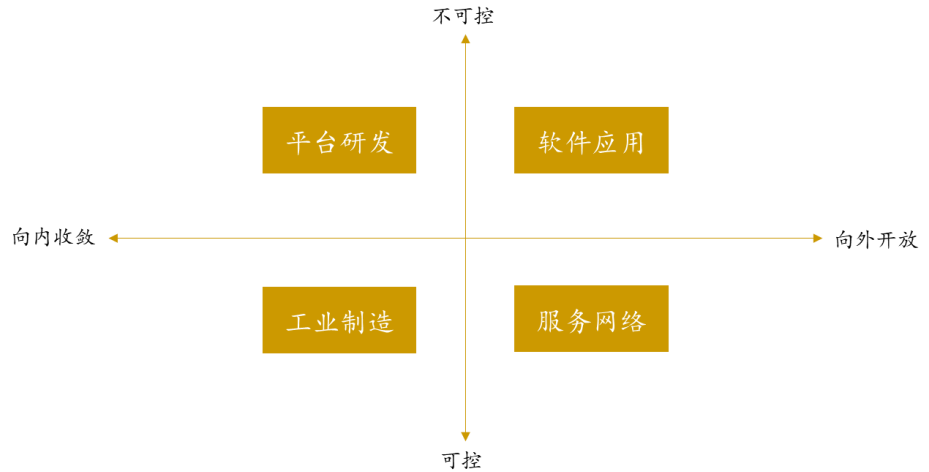 不可控
平台研发
软件应用
向内收敛
向外开放
工业制造
服务网络
可控